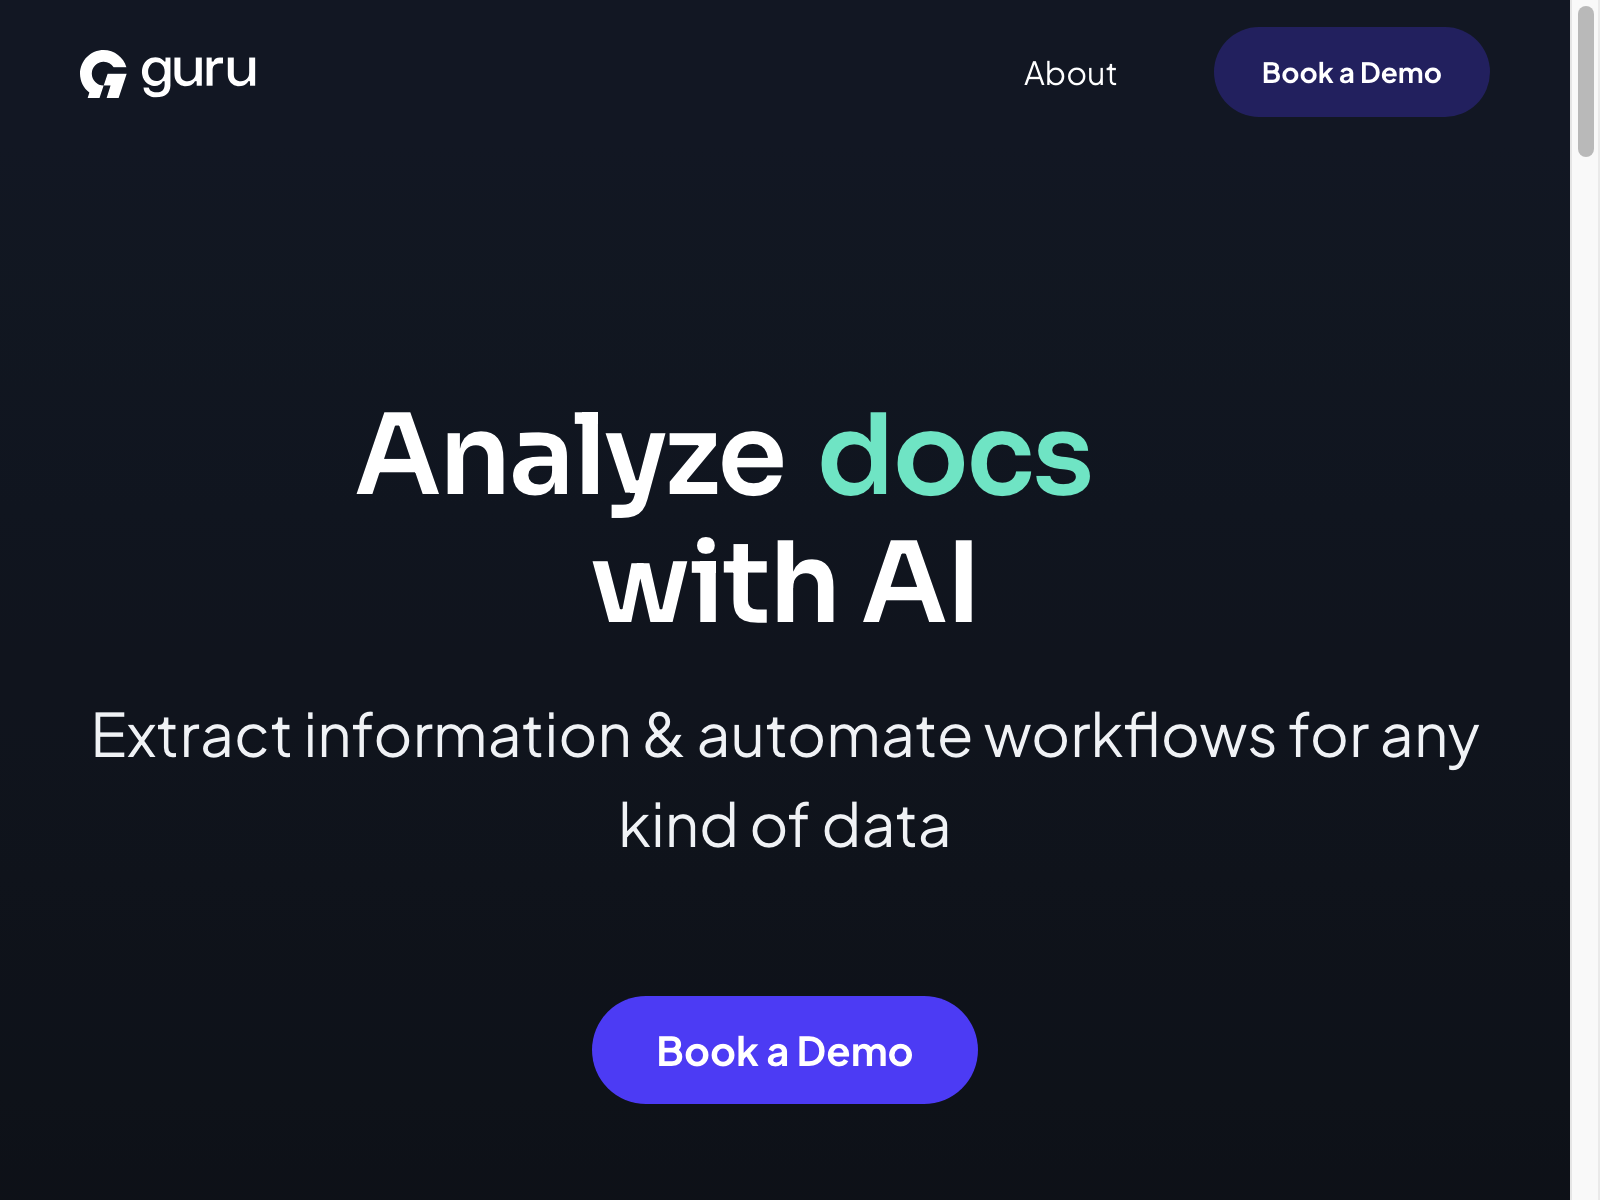 guru
About
Book a Demo
Analyze docs
with AI
Extract information & automate workflows for any
kind of data
Book a Demo